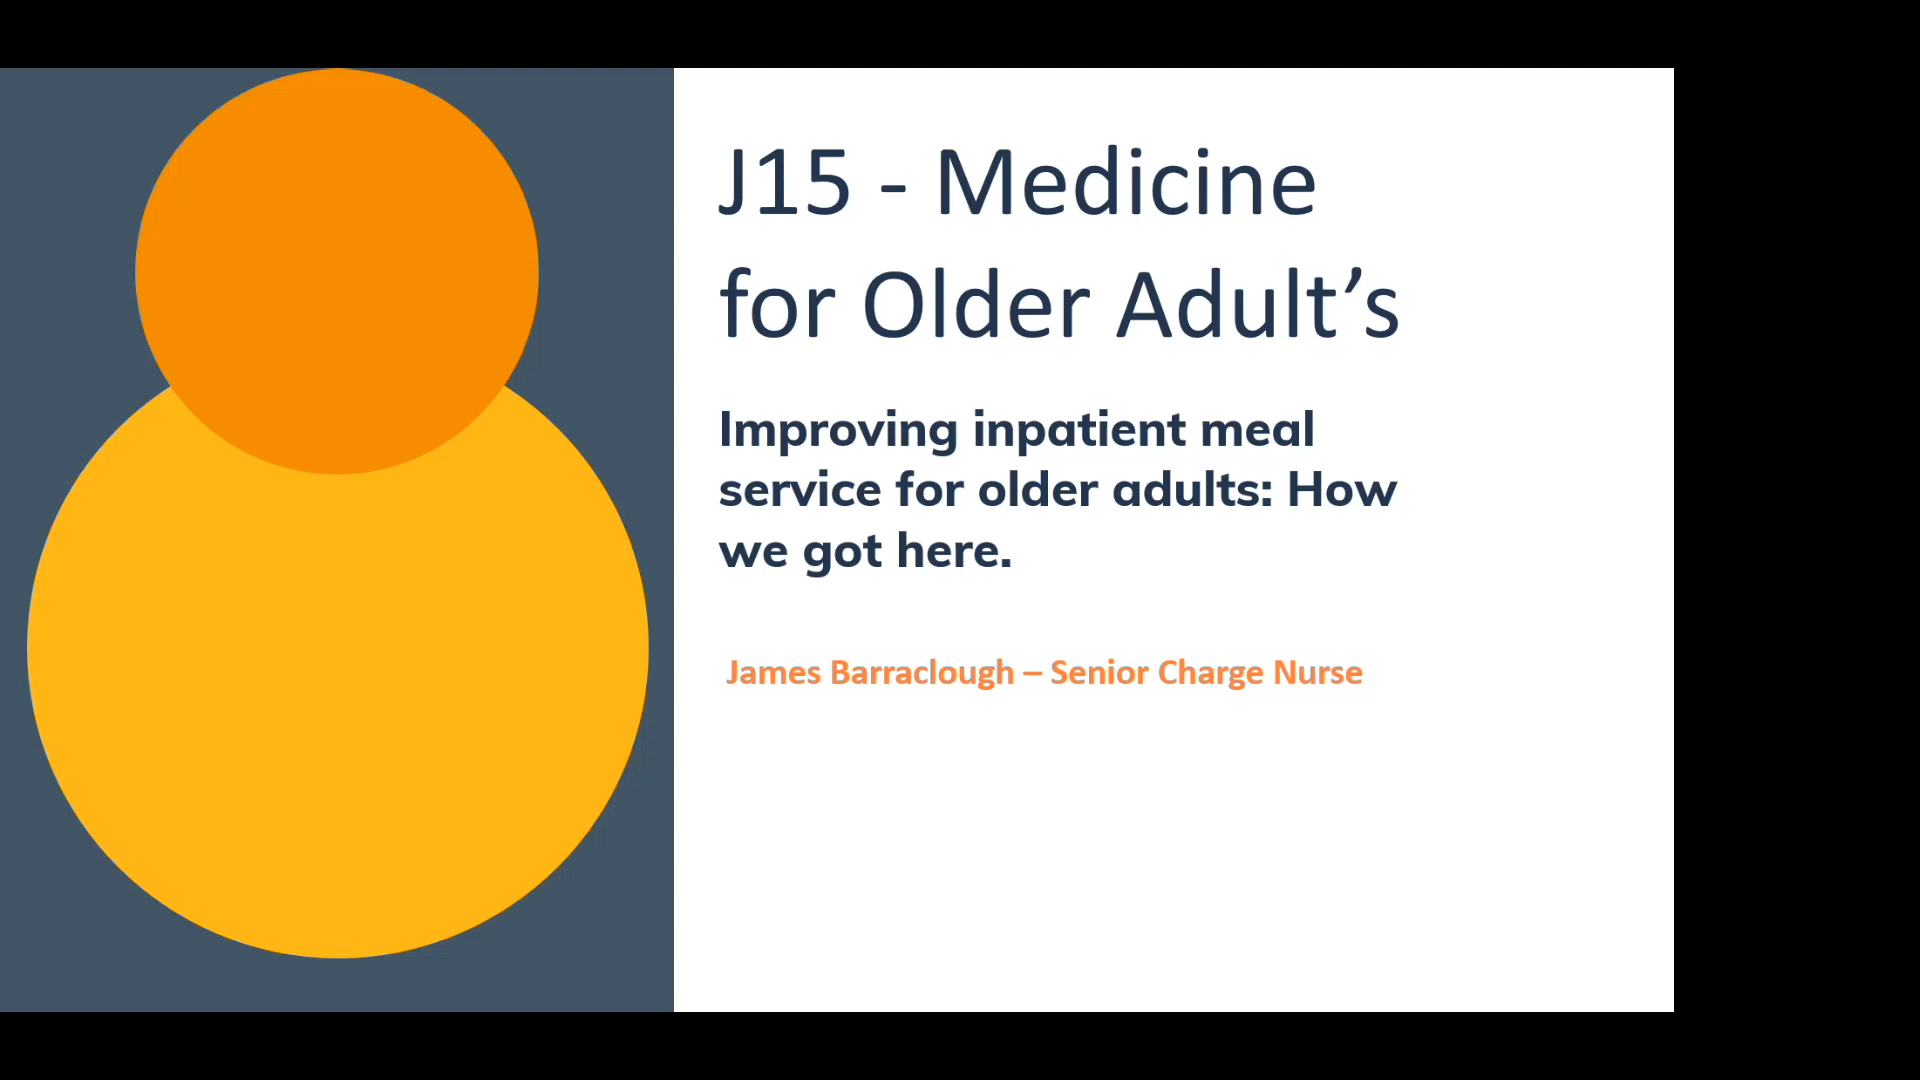 J15 - Medicine
for Older Adult’s
Improving inpatient meal
service for older adults: How
we got here.
James Barraclough – Senior Charge Nurse